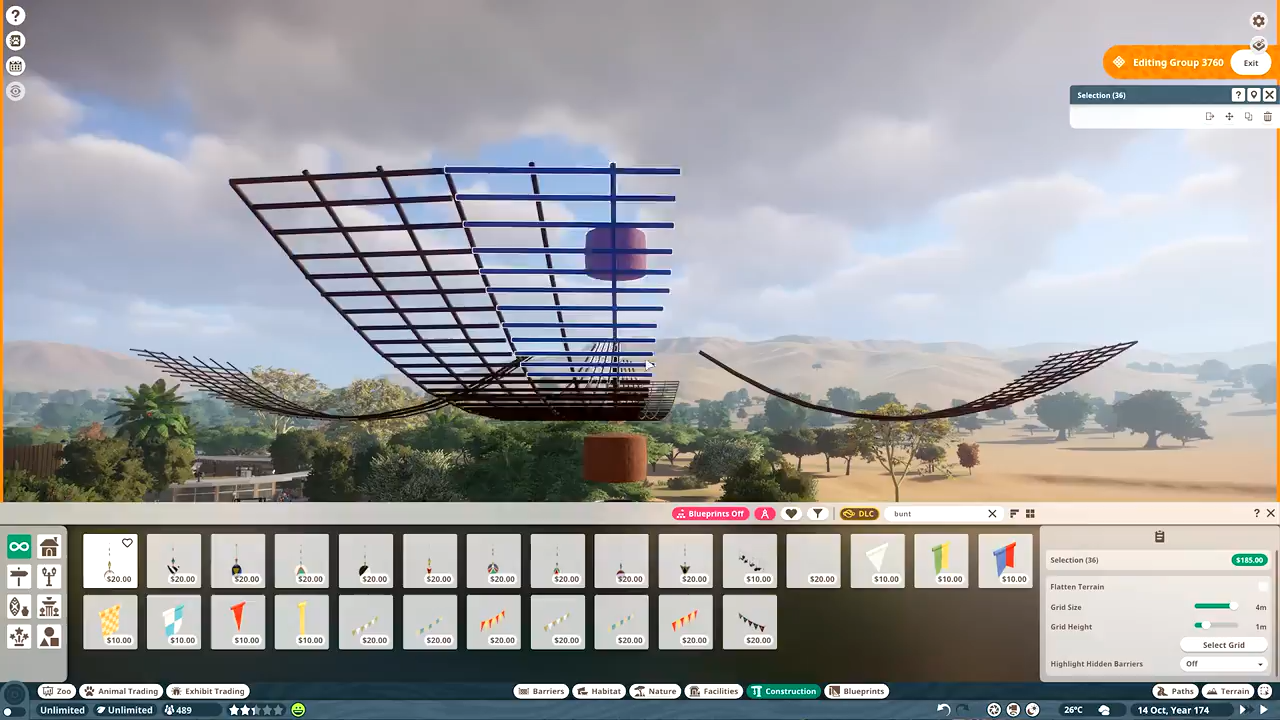 ?
Editing Group 3760 Exit
Selection (36) ?
Blueprints Off DLC bunt ?
$20.00 $20.00 $20.00 $20.00 $20.00 $20.00 $20.00 $20.00 $20.00 $20.00 $10.00 $20.00 $10.00 $10.00 $10.00
$10.00 $10.00 $10.00 $10.00 $20.00 $20.00 $20.00 $20.00 $20.00 $20.00 $20.00
Selection (36) $185.00
Flatten Terrain
Grid Size 4m
Grid Height 1m
Select Grid
Highlight Hidden Barriers Off
Zoo Animal Trading Exhibit Trading Barriers Habitat Nature Facilities Construction Blueprints Paths Terrain
Unlimited Unlimited 489 26°C 14 Oct, Year 174